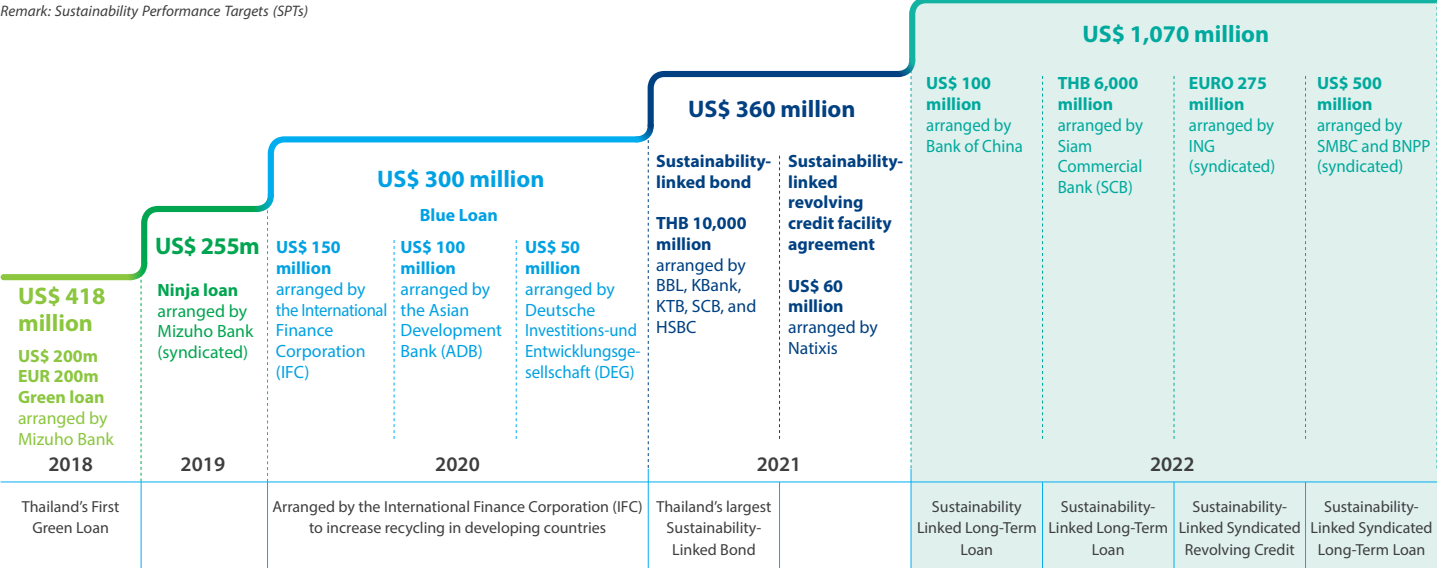 Remark: Sustainability Performance Targets (SPTs)
US$ 418
million
US$ 200m
EUR 200m
Green loan
arranged by
Mizuho Bank
2018
Thailand's First
Green Loan
US$ 255m
Ninja loan
arranged by
Mizuho Bank
(syndicated)
2019
US$ 300 million
Blue Loan
US$ 150
million
arranged by
the International
Finance
Corporation
(IFC)
US$ 100
million
arranged by
the Asian
Development
Bank (ADB)
US$ 50
million
arranged by
Deutsche
Investitions-und
Entwicklungsge-
sellschaft (DEG)
2020
Arranged by the International Finance Corporation (IFC)
to increase recycling in developing countries
US$ 360 million
Sustainability-
linked bond
THB 10,000
million
arranged by
BBL, KBank,
KTB, SCB, and
HSBC
Sustainability-
linked
revolving
credit facility
agreement
US$ 60
million
arranged by
Natixis
2021
Thailand's largest
Sustainability-
Linked Bond
US$ 1,070 million
US$ 100
million
arranged by
Bank of China
THB 6,000
million
arranged by
Siam
Commercial
Bank (SCB)
EURO 275
million
arranged by
ING
(syndicated)
US$ 500
million
arranged by
SMBC and BNPP
(syndicated)
2022
Sustainability
Linked Long-Term
Loan
Sustainability-
Linked Long-Term
Loan
Sustainability-
Linked Syndicated
Revolving Credit
Sustainability-
Linked Syndicated
Long-Term Loan